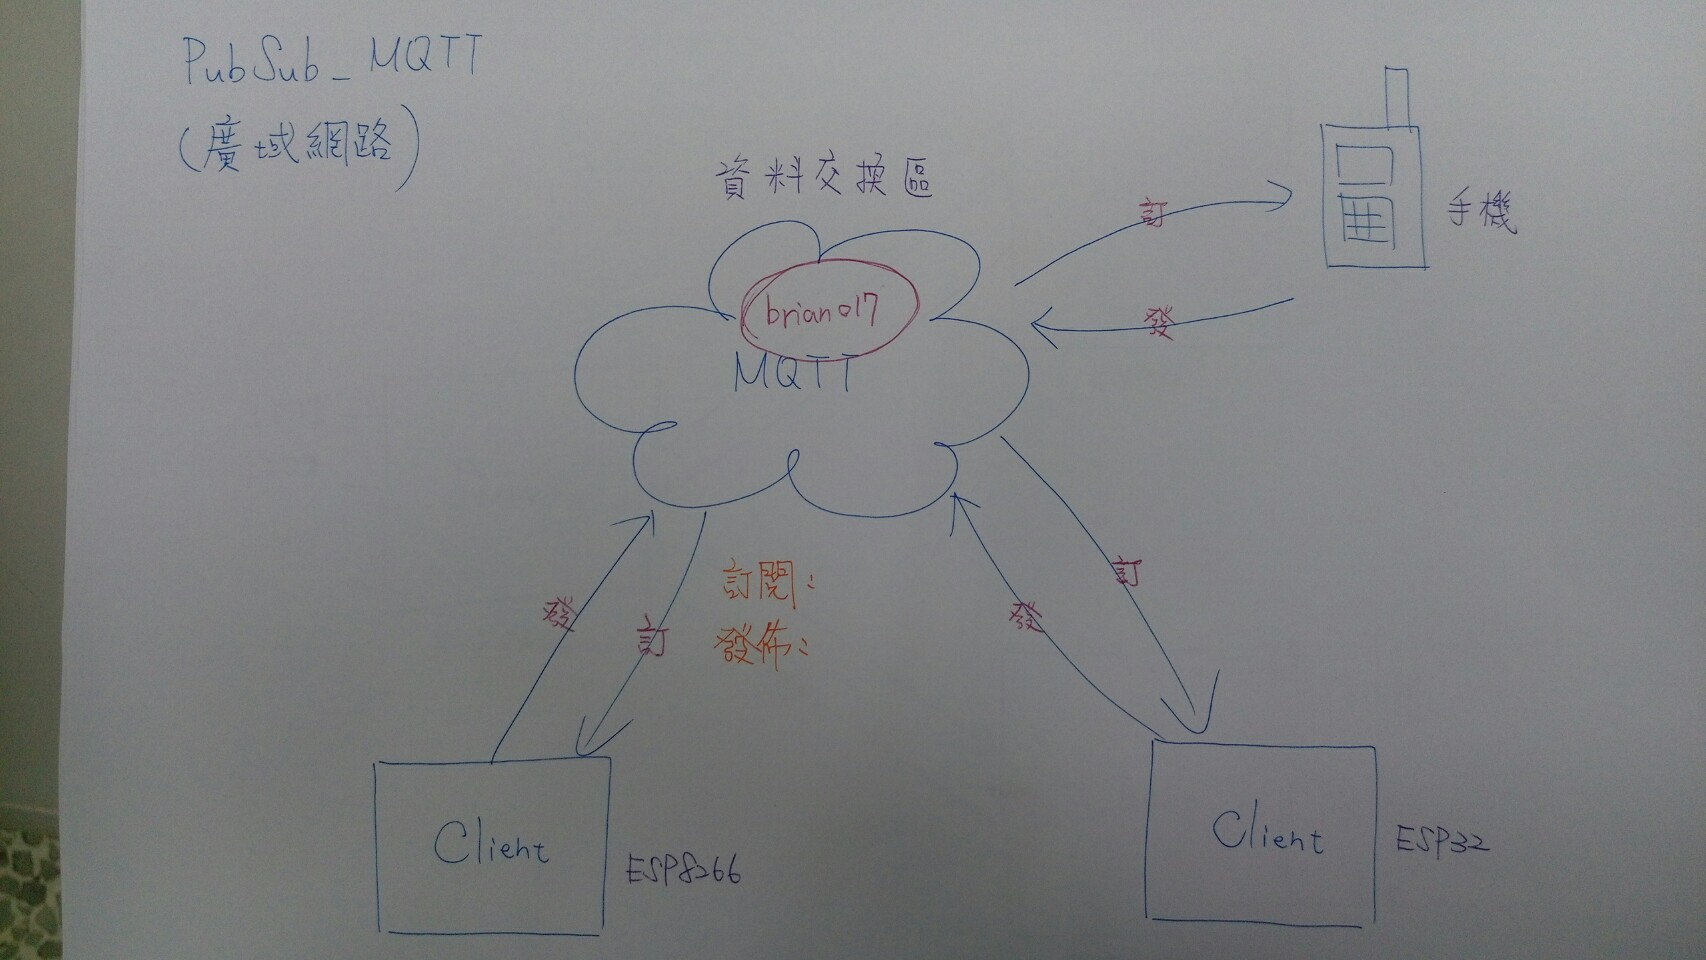 PubSub_MQTT
(廣域網路)
資料交換區
brian017
MQTT
訂
發
手機
發
訂
訂閱：
發佈：
發
訂
Client
ESP8266
Client
ESP32